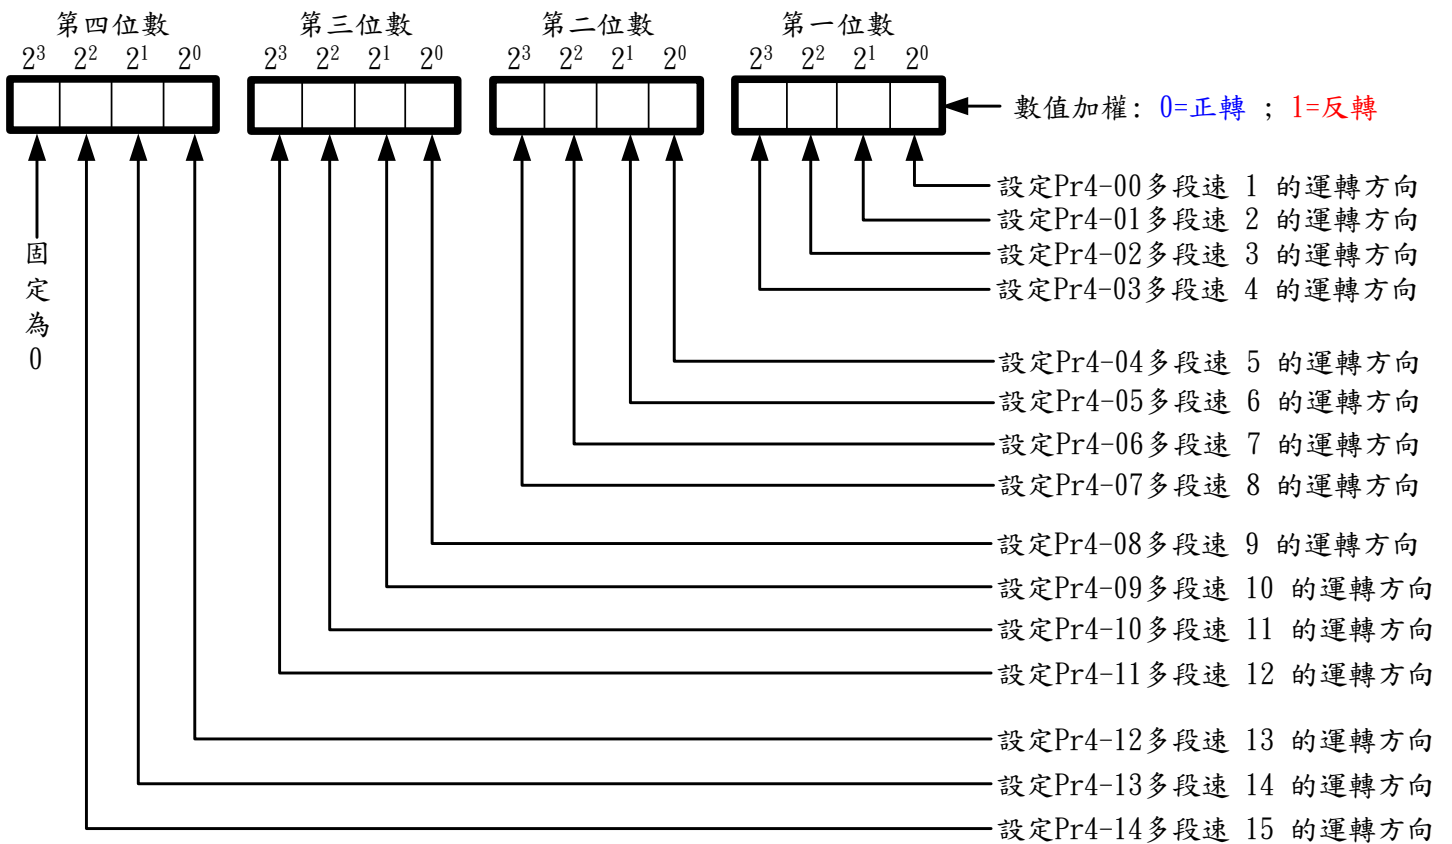 第四位數 第三位數 第二位數 第一位數
2³ 2² 2¹ 2⁰ 2³ 2² 2¹ 2⁰ 2³ 2² 2¹ 2⁰ 2³ 2² 2¹ 2⁰
數值加權: 0=正轉 ; 1=反轉
設定Pr4-00多段速 1 的運轉方向
設定Pr4-01多段速 2 的運轉方向
設定Pr4-02多段速 3 的運轉方向
設定Pr4-03多段速 4 的運轉方向
固定為0
設定Pr4-04多段速 5 的運轉方向
設定Pr4-05多段速 6 的運轉方向
設定Pr4-06多段速 7 的運轉方向
設定Pr4-07多段速 8 的運轉方向
設定Pr4-08多段速 9 的運轉方向
設定Pr4-09多段速 10 的運轉方向
設定Pr4-10多段速 11 的運轉方向
設定Pr4-11多段速 12 的運轉方向
設定Pr4-12多段速 13 的運轉方向
設定Pr4-13多段速 14 的運轉方向
設定Pr4-14多段速 15 的運轉方向